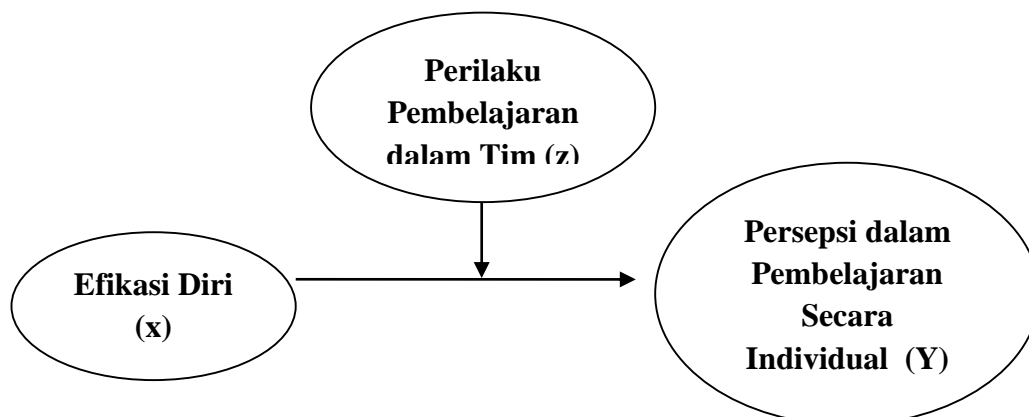 Perilaku
Pembelajaran
dalam Tim (z)
Efikasi Diri
(x)
Persepsi dalam
Pembelajaran
Secara
Individual (Y)